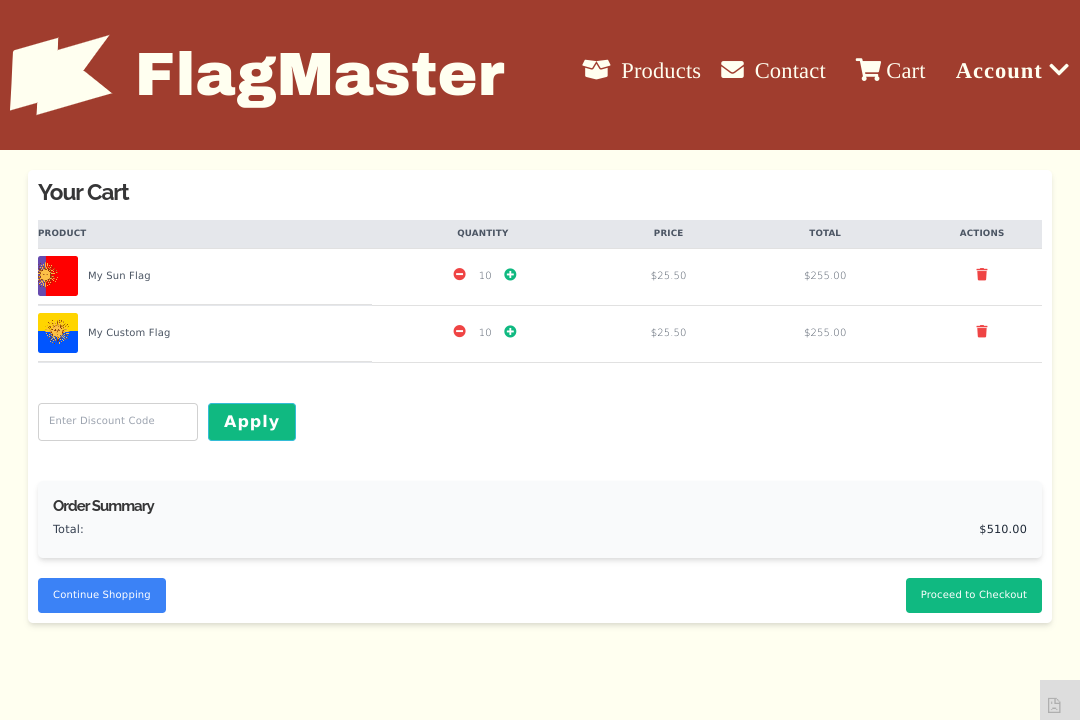 FlagMaster
Products Contact Cart Account
Your Cart
PRODUCT QUANTITY PRICE TOTAL ACTIONS
My Sun Flag 10 $25.50 $255.00
My Custom Flag 10 $25.50 $255.00
Enter Discount Code Apply
Order Summary
Total: $510.00
Continue Shopping Proceed to Checkout